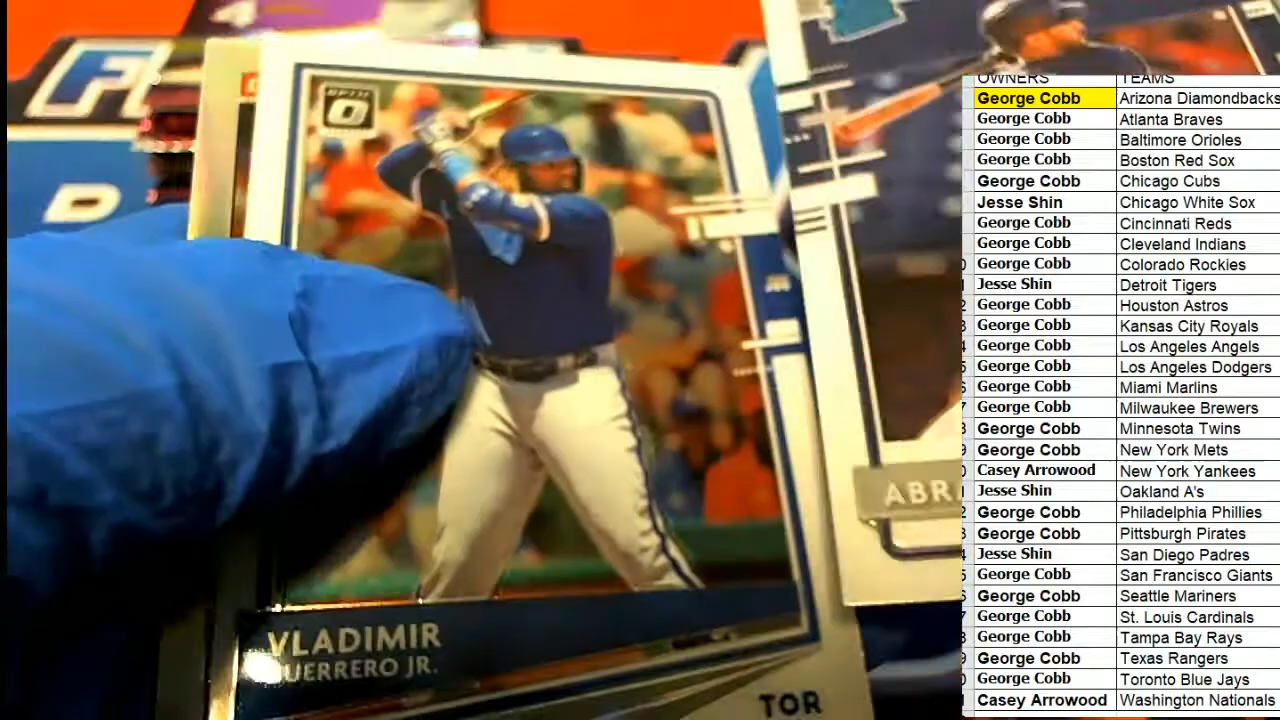 4
OPTIC
VLADIMIR
GUERRERO JR.
TOR
ABR
OWNERS TEAMS
George Cobb Arizona Diamondbacks
George Cobb Atlanta Braves
George Cobb Baltimore Orioles
George Cobb Boston Red Sox
George Cobb Chicago Cubs
Jesse Shin Chicago White Sox
George Cobb Cincinnati Reds
George Cobb Cleveland Indians
George Cobb Colorado Rockies
Jesse Shin Detroit Tigers
George Cobb Houston Astros
George Cobb Kansas City Royals
George Cobb Los Angeles Angels
George Cobb Los Angeles Dodgers
George Cobb Miami Marlins
George Cobb Milwaukee Brewers
George Cobb Minnesota Twins
George Cobb New York Mets
Casey Arrowood New York Yankees
Jesse Shin Oakland A's
George Cobb Philadelphia Phillies
George Cobb Pittsburgh Pirates
Jesse Shin San Diego Padres
George Cobb San Francisco Giants
George Cobb Seattle Mariners
George Cobb St. Louis Cardinals
George Cobb Tampa Bay Rays
George Cobb Texas Rangers
George Cobb Toronto Blue Jays
Casey Arrowood Washington Nationals